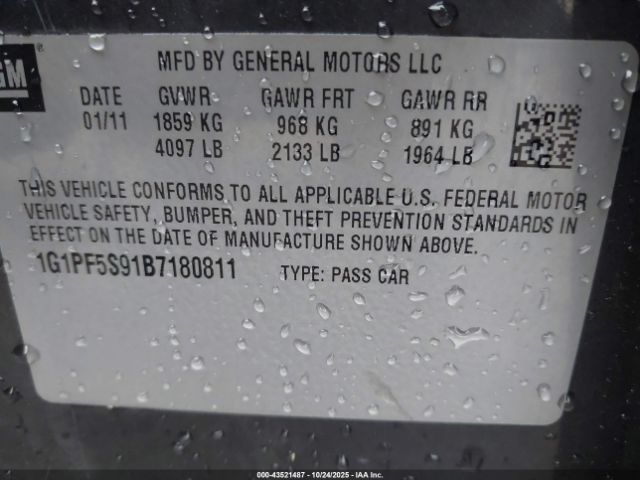 GM
MFD BY GENERAL MOTORS LLC
DATE GVWR GAWR FRT GAWR RR
01/11 1859 KG 968 KG 891 KG
4097 LB 2133 LB 1964 LB
THIS VEHICLE CONFORMS TO ALL APPLICABLE U.S. FEDERAL MOTOR
VEHICLE SAFETY, BUMPER, AND THEFT PREVENTION STANDARDS IN
EFFECT ON THE DATE OF MANUFACTURE SHOWN ABOVE.
1G1PF5S91B7180811 TYPE: PASS CAR
000-43521487 - 10/24/2025 - IAA Inc.